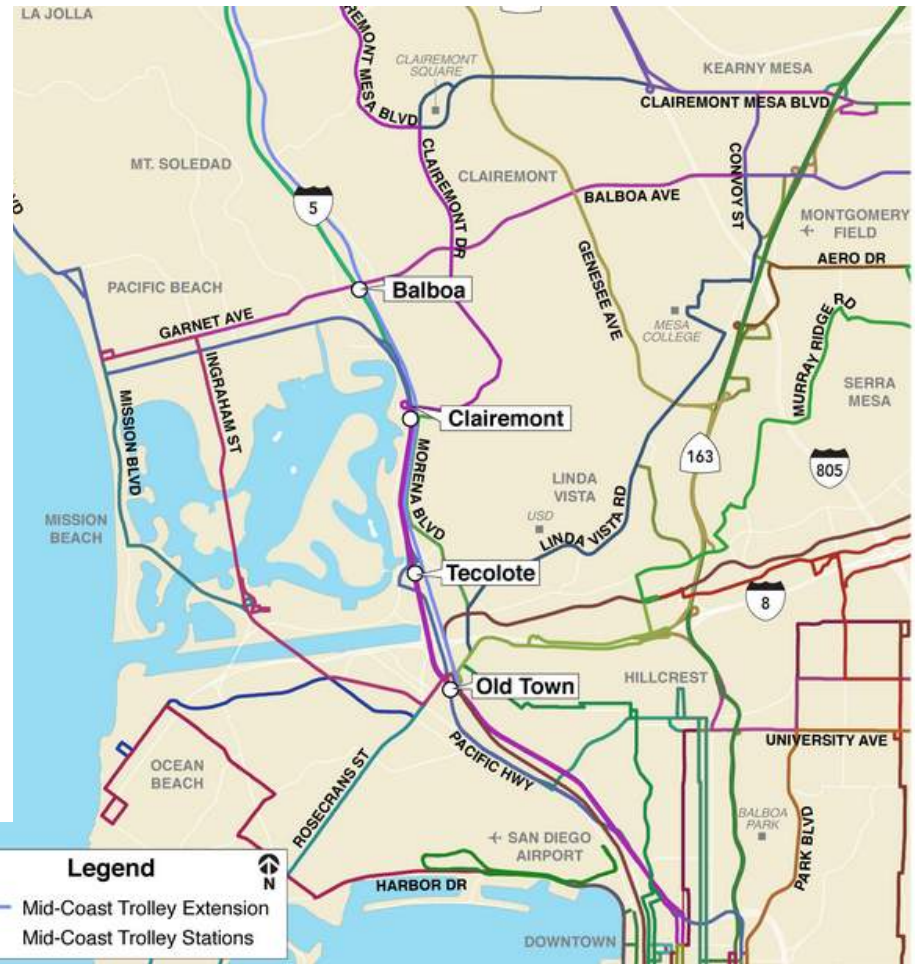 LA JOLLA
CLAIREMONT
SQUARE
KEARNY MESA
CLAIREMONT MESA BLVD
MESA BLVD
MT. SOLEDAD
5
CLAIREMONT DR
CLAIREMONT
BALBOA AVE
CONVOY ST
MONTGOMERY
FIELD
AERO DR
PACIFIC BEACH
Balboa
GENESEE AVE
GARNET AVE
INGRAHAM ST
MESA
COLLEGE
MURRAY RIDGE RD
SERRA
MESA
MISSION BLVD
Clairemont
MORENA BLVD
163
805
LINDA
VISTA
USD
LINDA VISTA RD
MISSION
BEACH
Tecolote
8
Old Town
HILLCREST
UNIVERSITY AVE
PACIFIC HWY
OCEAN
BEACH
ROSECRANS ST
BALBOA
PARK
PARK BLVD
SAN DIEGO
AIRPORT
HARBOR DR
DOWNTOWN
Legend
N
Mid-Coast Trolley Extension
Mid-Coast Trolley Stations